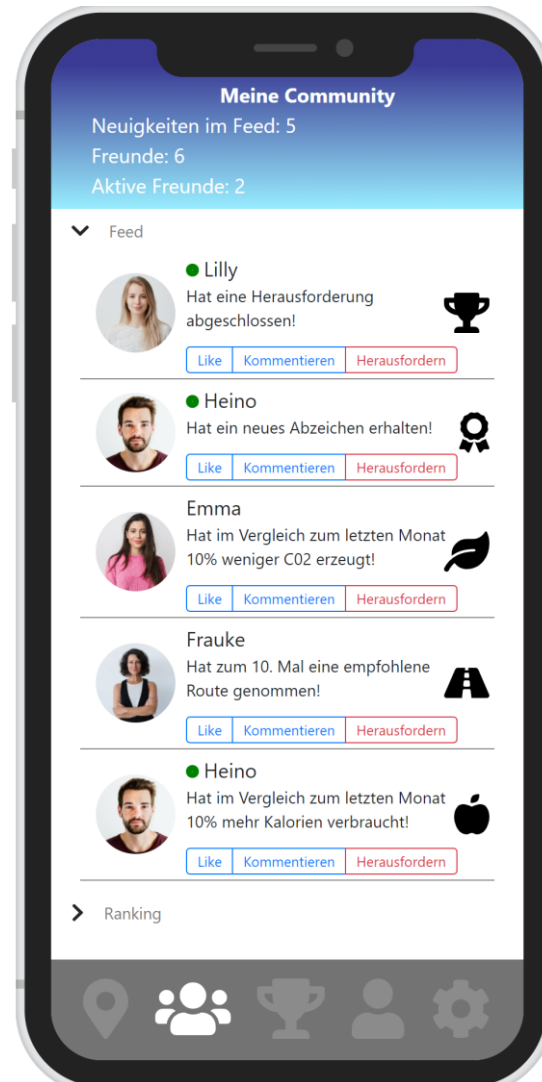 Meine Community
Neuigkeiten im Feed: 5
Freunde: 6
Aktive Freunde: 2
Feed
Lilly
Hat eine Herausforderung
abgeschlossen!
Like Kommentieren Herausfordern
Heino
Hat ein neues Abzeichen erhalten!
Like Kommentieren Herausfordern
Emma
Hat im Vergleich zum letzten Monat
10% weniger C02 erzeugt!
Like Kommentieren Herausfordern
Frauke
Hat zum 10. Mal eine empfohlene
Route genommen!
Like Kommentieren Herausfordern
Heino
Hat im Vergleich zum letzten Monat
10% mehr Kalorien verbraucht!
Like Kommentieren Herausfordern
Ranking